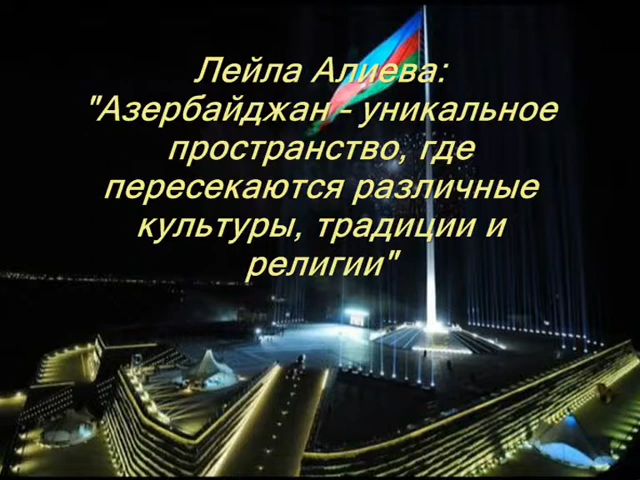 Лейла Алиева:
"Азербайджан - уникальное
пространство, где
пересекаются различные
культуры, традиции и
религии"